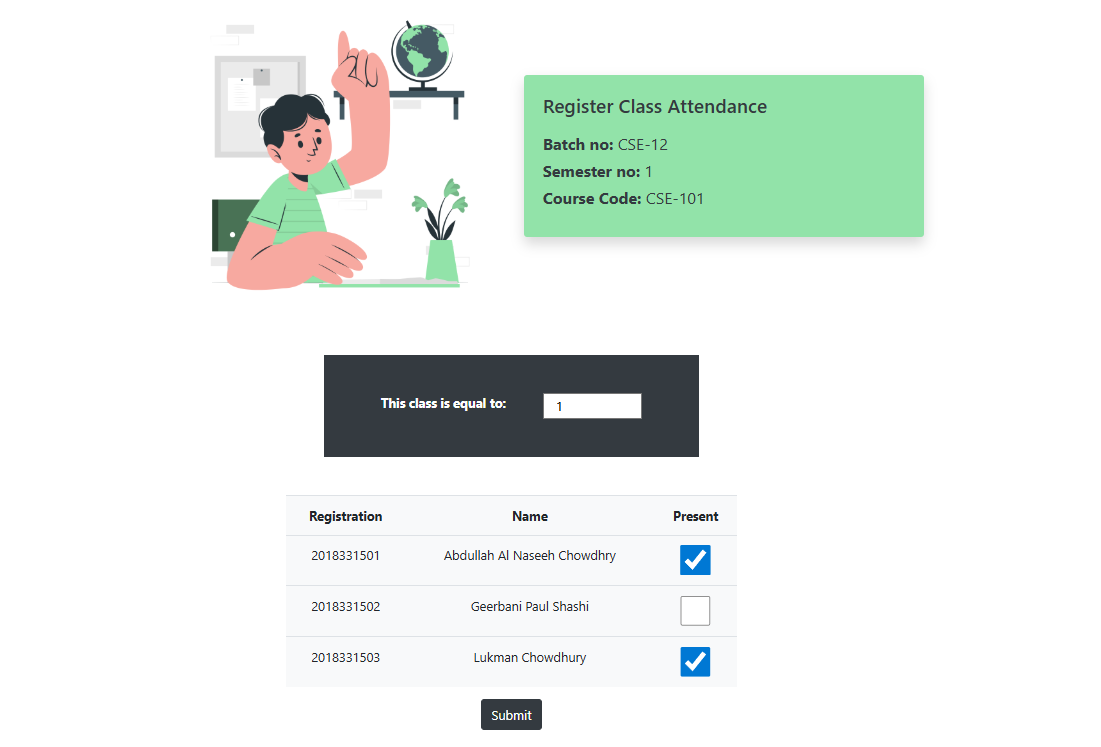 Register Class Attendance
Batch no: CSE-12
Semester no: 1
Course Code: CSE-101
This class is equal to: 1
Registration Name Present
2018331501 Abdullah Al Naseeh Chowdhry
2018331502 Geerbani Paul Shashi
2018331503 Lukman Chowdhury
Submit